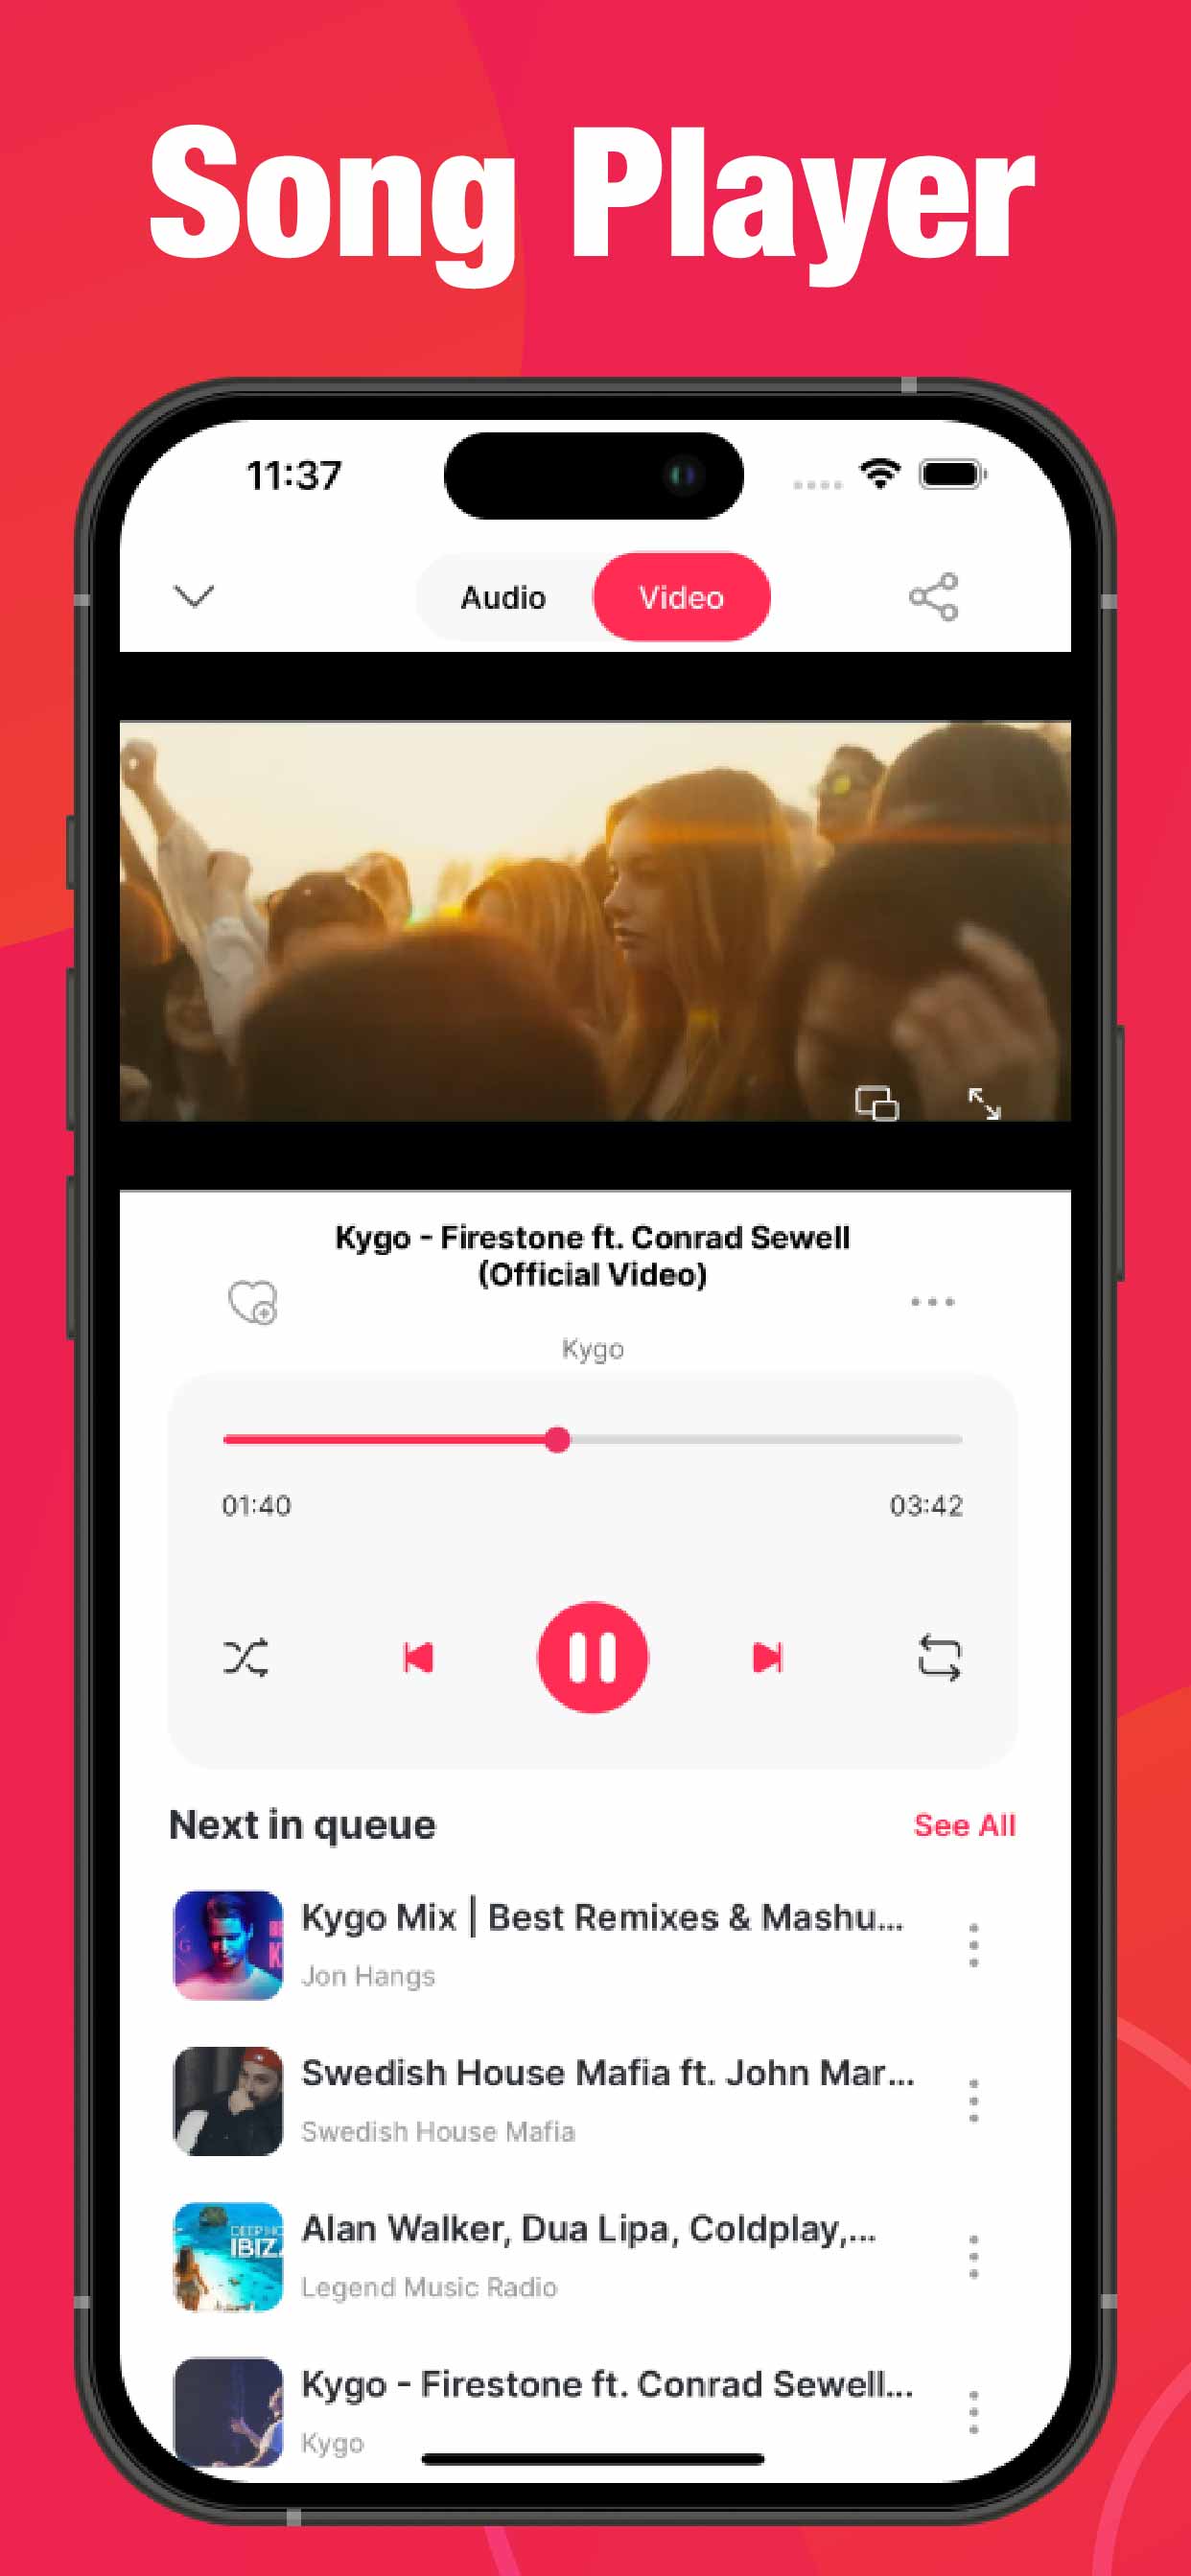 Song Player
11:37
Audio Video
Kygo - Firestone ft. Conrad Sewell
(Official Video)
Kygo
01:40 03:42
Next in queue See All
Kygo Mix | Best Remixes & Mashu...
Jon Hangs
Swedish House Mafia ft. John Mar...
Swedish House Mafia
IBIZ
Alan Walker, Dua Lipa, Coldplay,...
Legend Music Radio
Kygo - Firestone ft. Conrad Sewell...
Kygo